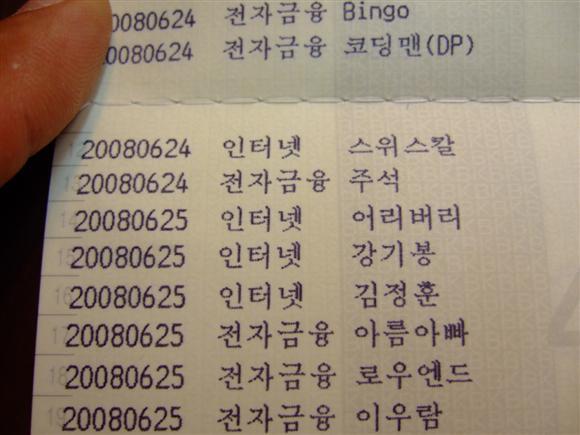 20080624 전자금융 Bingo
20080624 전자금융 코딩맨(DP)
20080624 인터넷 스위스칼
20080624 전자금융 주석
20080625 인터넷 어리버리
20080625 인터넷 강기봉
16 20080625 인터넷 김정훈
17 20080625 전자금융 아름아빠
18 20080625 전자금융 로우엔드
19 20080625 전자금융 이우람